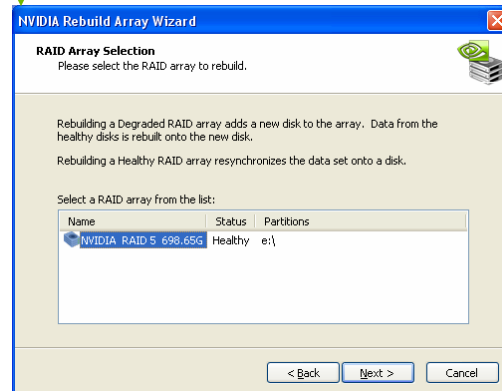 NVIDIA Rebuild Array Wizard
RAID Array Selection
Please select the RAID array to rebuild.
Rebuilding a Degraded RAID array adds a new disk to the array. Data from the
healthy disks is rebuilt onto the new disk.
Rebuilding a Healthy RAID array resynchronizes the data set onto a disk.
Select a RAID array from the list:
Name Status Partitions
NVIDIA RAID 5 698.65G Healthy e:\
< Back Next > Cancel